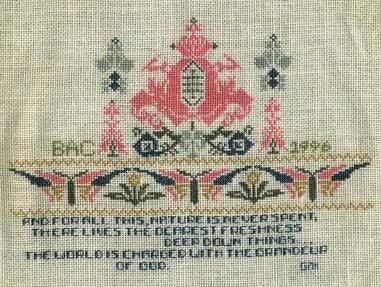 BAC 1996
AND FOR ALL THIS, NATURE IS NEVER SPENT,
THERE LIVES THE DEAREST FRESHNESS
DEEP DOWN THINGS
THE WORLD IS CHARGED WITH THE GRANDEUR
OF GOD. GMH